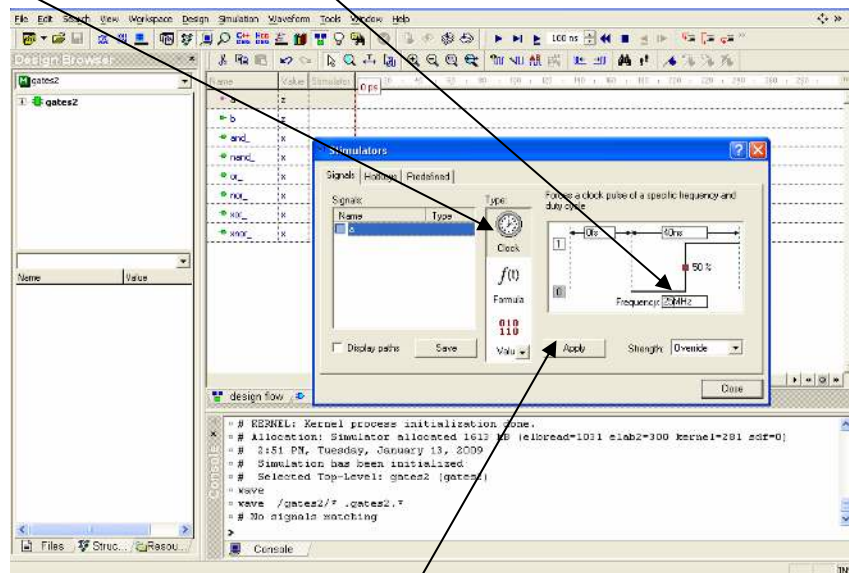 File Edit Search View Workspace Design Simulation Waveform Tools Window Help
100 ns
Design Browser
gates2
gates2
Name Value Stimulator
0 ps
a z
b z
and_ x
nand_ x
or_ x
nor_ x
xor_ x
xnor_ x
Stimulators
Signals Hotkeys Predefined
Signals:
Name Type
a
Display paths
Save
Type:
Clock
f(t)
Formula
010
110
Valu
Forces a clock pulse of a specific frequency and
duty cycle
0fs
40ns
1
0
50 %
Frequency: 25MHz
Apply
Strength: Override
Close
Name Value
design flow
# KERNEL: Kernel process initialization done.
# Allocation: Simulator allocated 1613 kB (elbread=1031 elab2=300 kernel=281 sdf=0)
# 2:51 PM, Tuesday, January 13, 2009
# Simulation has been initialized
# Selected Top-Level: gates2 (gates2)
wave
wave /gates2/* .gates2.*
# No signals matching
>
Console
Files Struc... Resou...
Console